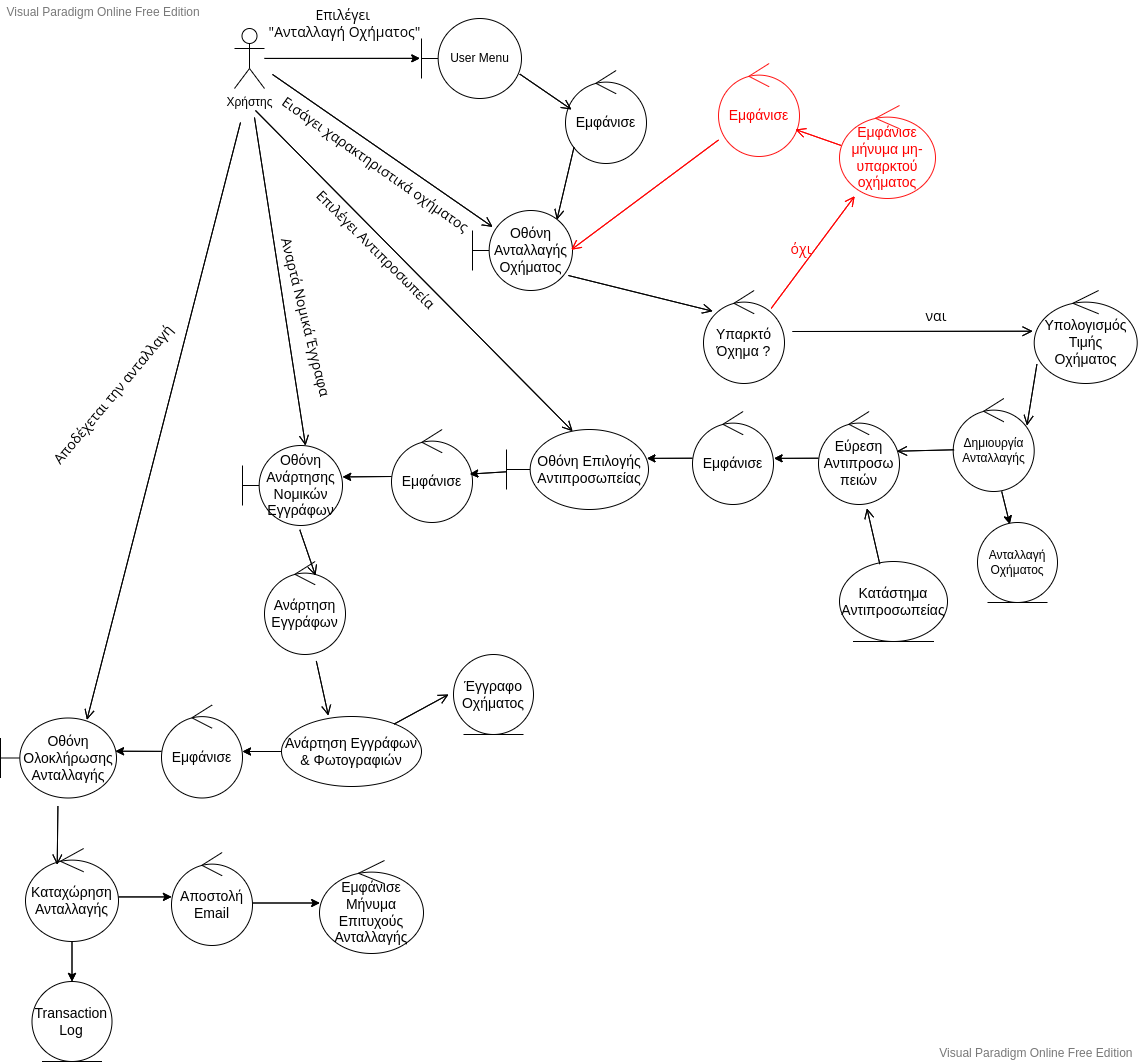 Visual Paradigm Online Free Edition
Επιλέγει
"Ανταλλαγή Οχήματος"
User Menu
Χρήστης
Εμφάνισε
Εμφάνισε
Εμφάνισε
μήνυμα μη-
υπαρκτού
οχήματος
Εισάγει χαρακτηριστικά οχήματος
Επιλέγει Αντιπροσωπεία
Αναρτά Νομικά Έγγραφα
Αποδέχεται την ανταλλαγή
Οθόνη
Ανταλλαγής
Οχήματος
όχι
Υπαρκτό
Όχημα ?
ναι
Υπολογισμός
Τιμής
Οχήματος
Οθόνη
Ανάρτησης
Νομικών
Εγγράφων
Εμφάνισε
Οθόνη Επιλογής
Αντιπροσωπείας
Εμφάνισε
Εύρεση
Αντιπροσω
πειών
Δημιουργία
Ανταλλαγής
Ανταλλαγή
Οχήματος
Κατάστημα
Αντιπροσωπείας
Ανάρτηση
Εγγράφων
Έγγραφο
Οχήματος
Οθόνη
Ολοκλήρωσης
Ανταλλαγής
Εμφάνισε
Ανάρτηση Εγγράφων
& Φωτογραφιών
Καταχώρηση
Ανταλλαγής
Αποστολή
Email
Εμφάνισε
Μήνυμα
Επιτυχούς
Ανταλλαγής
Transaction
Log
Visual Paradigm Online Free Edition